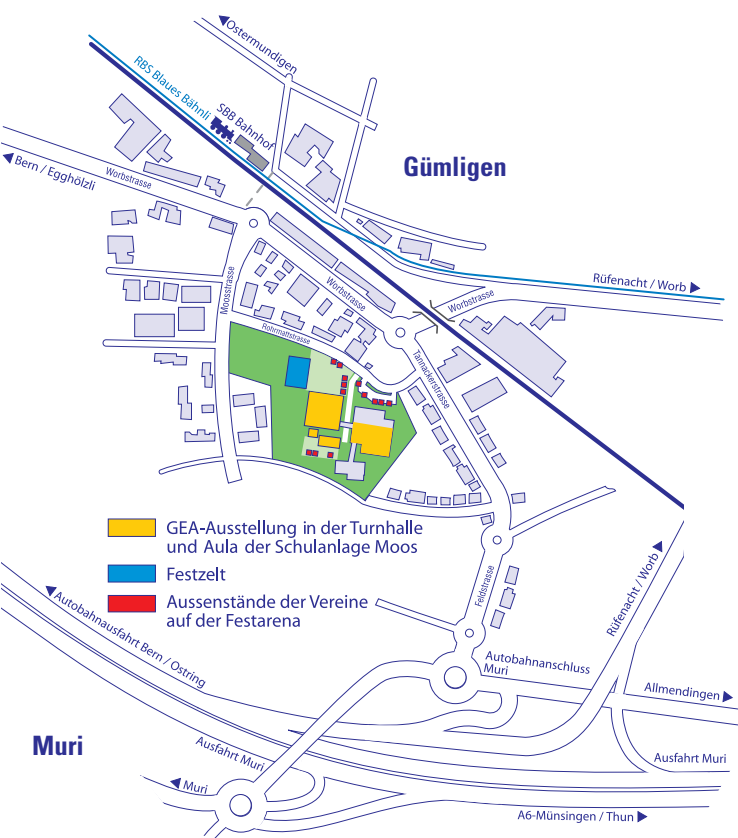 ◀Ostermundigen
RBS Blaues Bähnli
SBB Bahnhof
Gümligen
◀ Bern / Egghölzli
Worbstrasse
Moosstrasse
Worbstrasse
Rüfenacht / Worb ▶
Worbstrasse
Rohrmattstrasse
Tannackerstrasse
GEA-Ausstellung in der Turnhalle
und Aula der Schulanlage Moos
Festzelt
Aussenstände der Vereine
auf der Festarena
Feldstrasse
Rüfenacht / Worb ▶
◀Autobahnausfahrt Bern / Ostring
Autobahnanschluss
Muri
Allmendingen ▶
Muri
Ausfahrt Muri
Ausfahrt Muri
◀ Muri
A6-Münsingen / Thun ▶